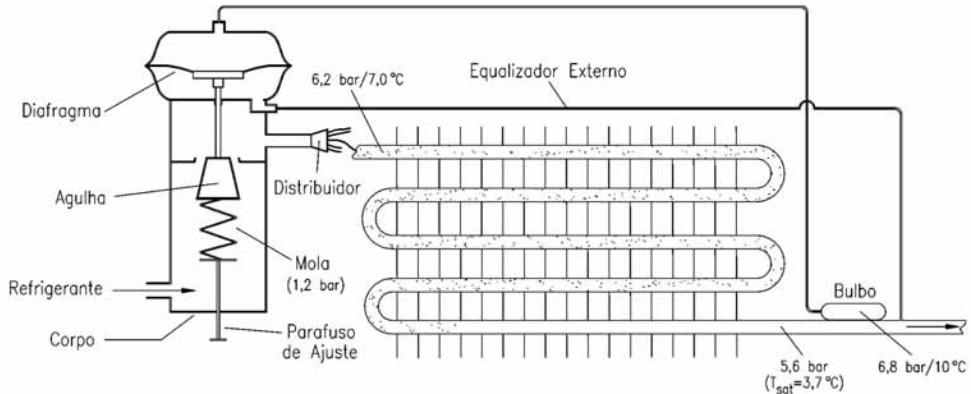 6,2 bar/7,0 °C
Equalizador Externo
Diafragma
Distribuidor
Agulha
Mola
(1,2 bar)
Refrigerante
Bulbo
Corpo
Parafuso
de Ajuste
5,6 bar
(Tsat=3,7 °C)
6,8 bar/10 °C